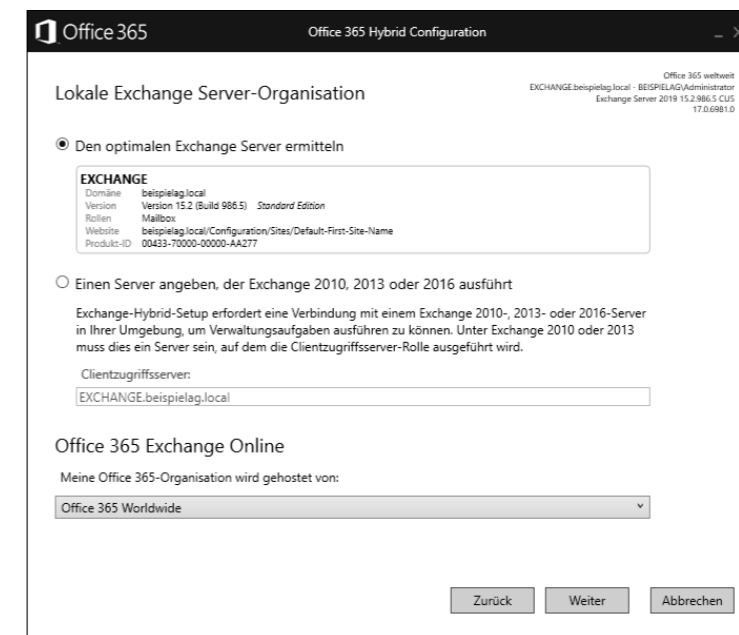 Office 365
Office 365 Hybrid Configuration
Lokale Exchange Server-Organisation
Office 365 weltweit
EXCHANGE.beispielag.local - BEISPIELAG\Administrator
Exchange Server 2019 15.2.986.5 CU5
17.0.6981.0
Den optimalen Exchange Server ermitteln
EXCHANGE
Domäne beispielag.local
Version Version 15.2 (Build 986.5) Standard Edition
Rollen Mailbox
Website beispielag.local/Configuration/Sites/Default-First-Site-Name
Produkt-ID 00433-70000-00000-AA277
Einen Server angeben, der Exchange 2010, 2013 oder 2016 ausführt
Exchange-Hybrid-Setup erfordert eine Verbindung mit einem Exchange 2010-, 2013- oder 2016-Server
in Ihrer Umgebung, um Verwaltungsaufgaben ausführen zu können. Unter Exchange 2010 oder 2013
muss dies ein Server sein, auf dem die Clientzugriffsserver-Rolle ausgeführt wird.
Clientzugriffsserver:
EXCHANGE.beispielag.local
Office 365 Exchange Online
Meine Office 365-Organisation wird gehostet von:
Office 365 Worldwide
Zurück
Weiter
Abbrechen